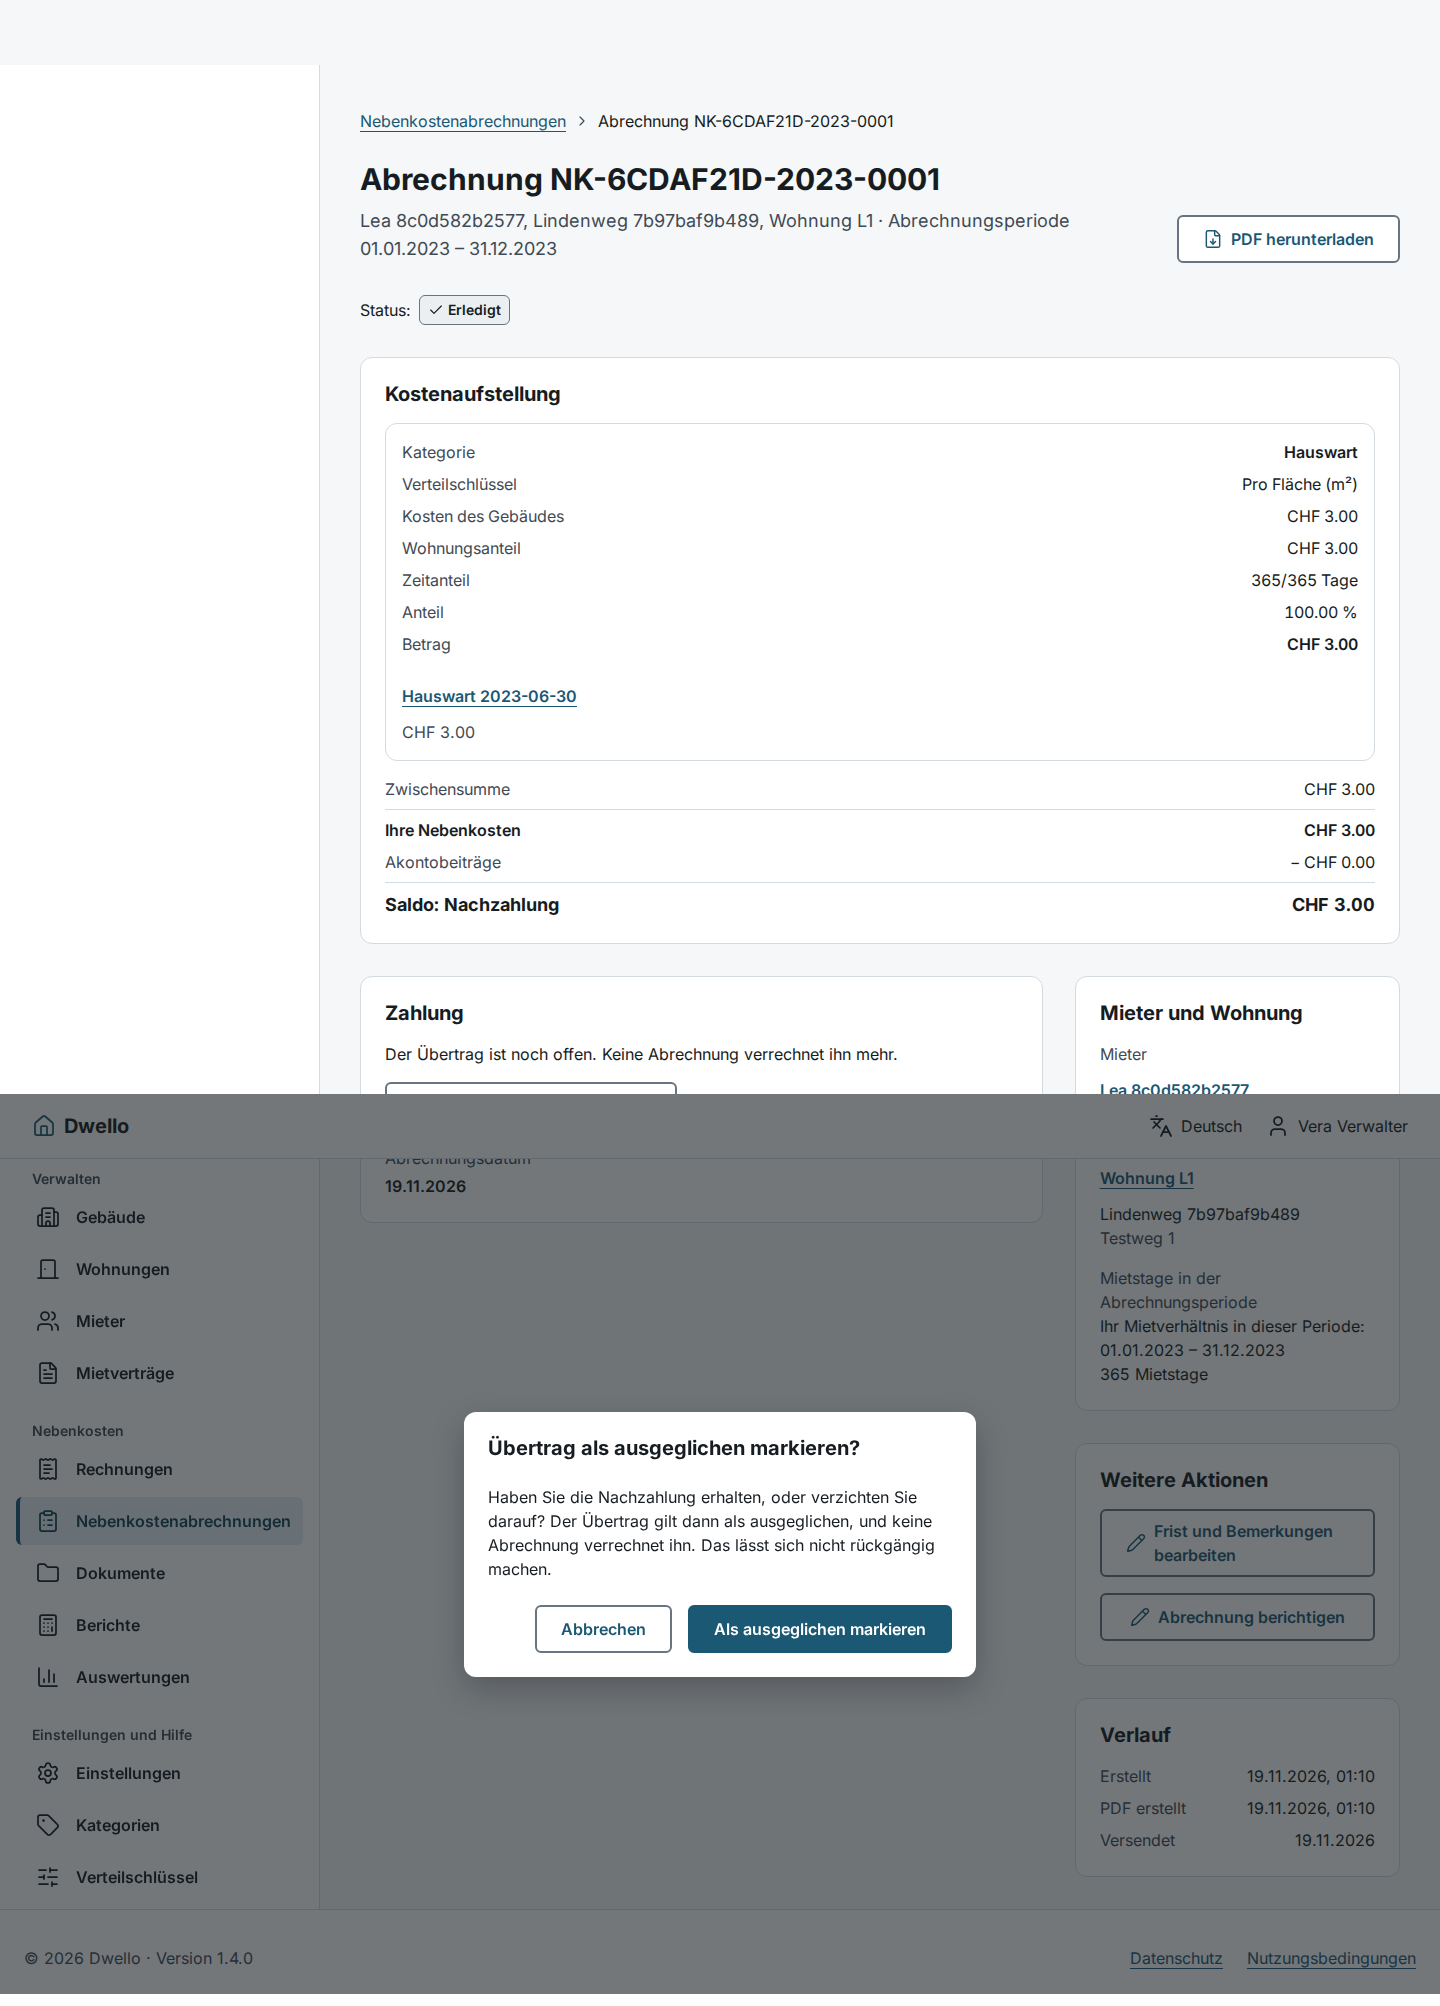 Nebenkostenabrechnungen > Abrechnung NK-6CDAF21D-2023-0001
Abrechnung NK-6CDAF21D-2023-0001
Lea 8c0d582b2577, Lindenweg 7b97baf9b489, Wohnung L1 · Abrechnungsperiode
01.01.2023 – 31.12.2023
PDF herunterladen
Status: Erledigt
Kostenaufstellung
Kategorie Hauswart
Verteilschlüssel Pro Fläche (m²)
Kosten des Gebäudes CHF 3.00
Wohnungsanteil CHF 3.00
Zeitanteil 365/365 Tage
Anteil 100.00 %
Betrag CHF 3.00
Hauswart 2023-06-30
CHF 3.00
Zwischensumme CHF 3.00
Ihre Nebenkosten CHF 3.00
Akontobeiträge – CHF 0.00
Saldo: Nachzahlung CHF 3.00
Zahlung
Der Übertrag ist noch offen. Keine Abrechnung verrechnet ihn mehr.
Abrechnungsdatum
19.11.2026
Mieter und Wohnung
Mieter
Lea 8c0d582b2577
Wohnung L1
Lindenweg 7b97baf9b489
Testweg 1
Mietstage in der
Abrechnungsperiode
Ihr Mietverhältnis in dieser Periode:
01.01.2023 – 31.12.2023
365 Mietstage
Weitere Aktionen
Frist und Bemerkungen
bearbeiten
Abrechnung berichtigen
Verlauf
Erstellt 19.11.2026, 01:10
PDF erstellt 19.11.2026, 01:10
Versendet 19.11.2026
Dwello
Deutsch
Vera Verwalter
Verwalten
Gebäude
Wohnungen
Mieter
Mietverträge
Nebenkosten
Rechnungen
Nebenkostenabrechnungen
Dokumente
Berichte
Auswertungen
Einstellungen und Hilfe
Einstellungen
Kategorien
Verteilschlüssel
Übertrag als ausgeglichen markieren?
Haben Sie die Nachzahlung erhalten, oder verzichten Sie
darauf? Der Übertrag gilt dann als ausgeglichen, und keine
Abrechnung verrechnet ihn. Das lässt sich nicht rückgängig
machen.
Abbrechen
Als ausgeglichen markieren
© 2026 Dwello · Version 1.4.0
Datenschutz
Nutzungsbedingungen